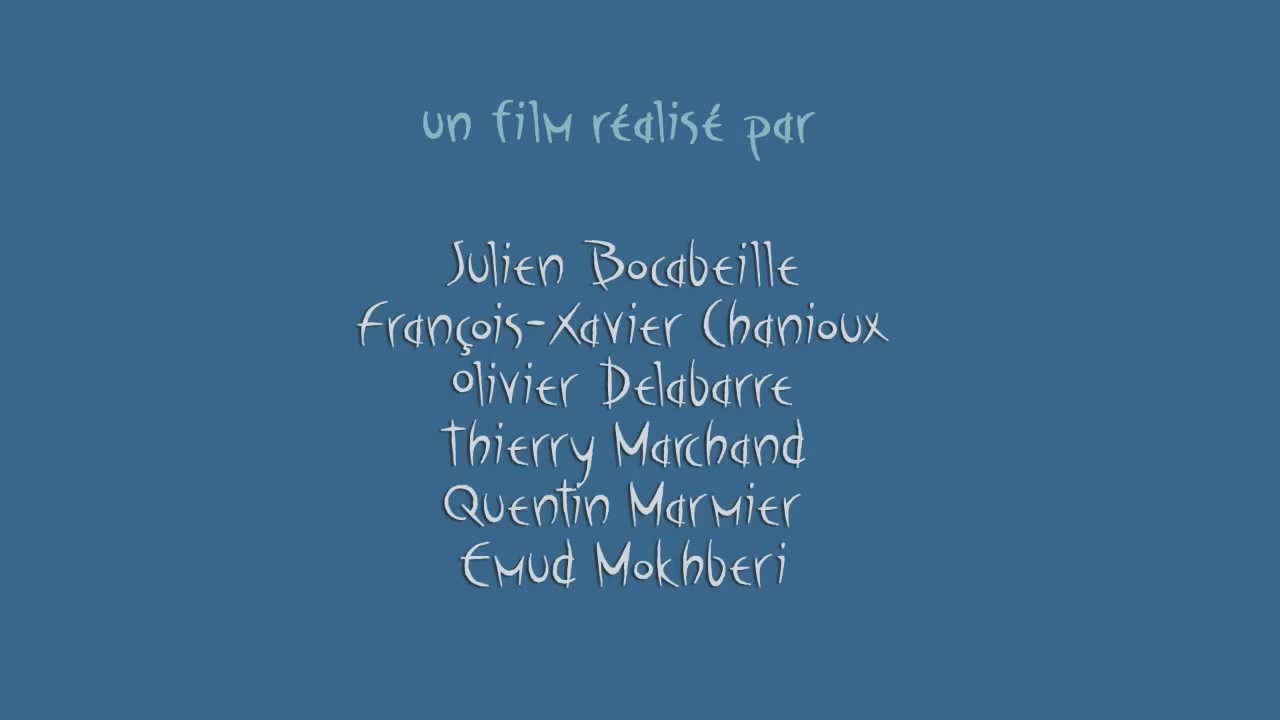 un film réalisé par
Julien Bocabeille
François-Xavier Chanioux
Olivier Delabarre
Thierry Marchand
Quentin Marmier
Emud Mokhberi